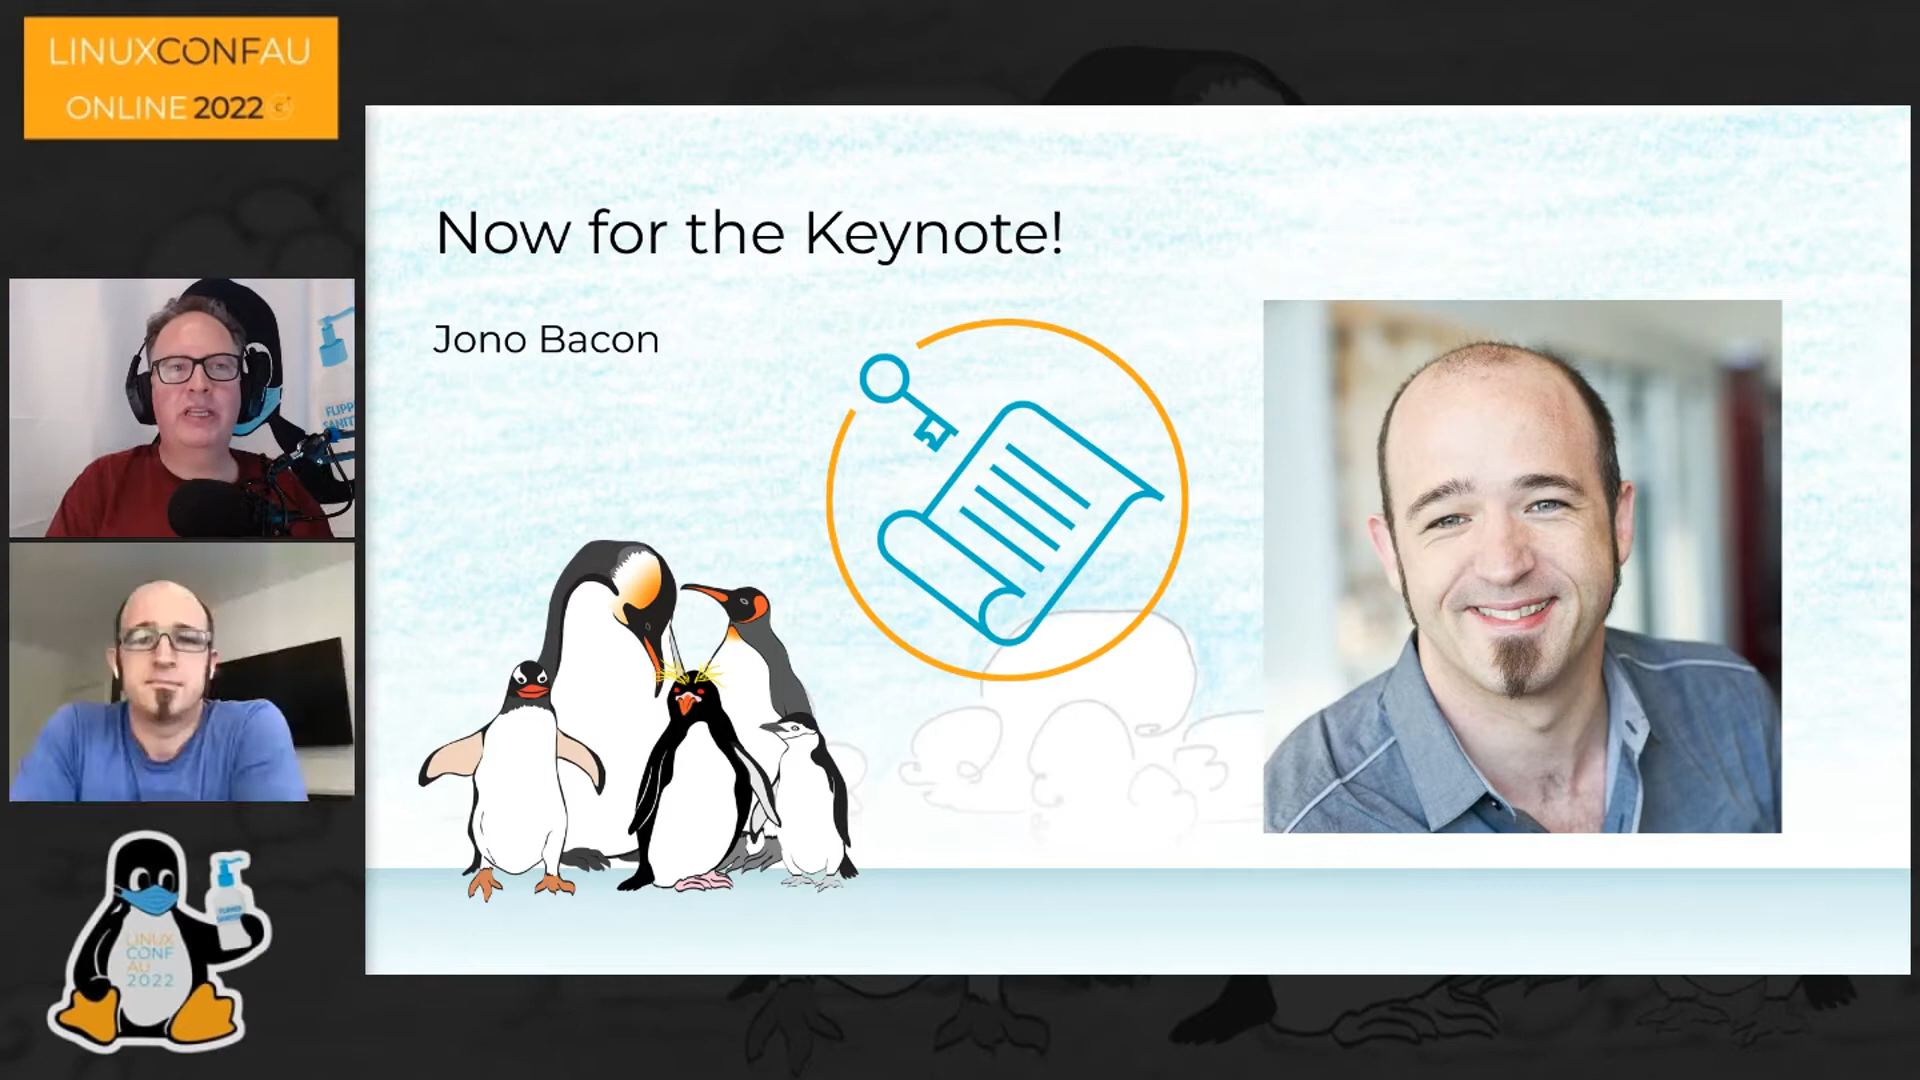 LINUXCONFAU
ONLINE 2022
Now for the Keynote!
Jono Bacon
LINUX
CONF
AU
2022